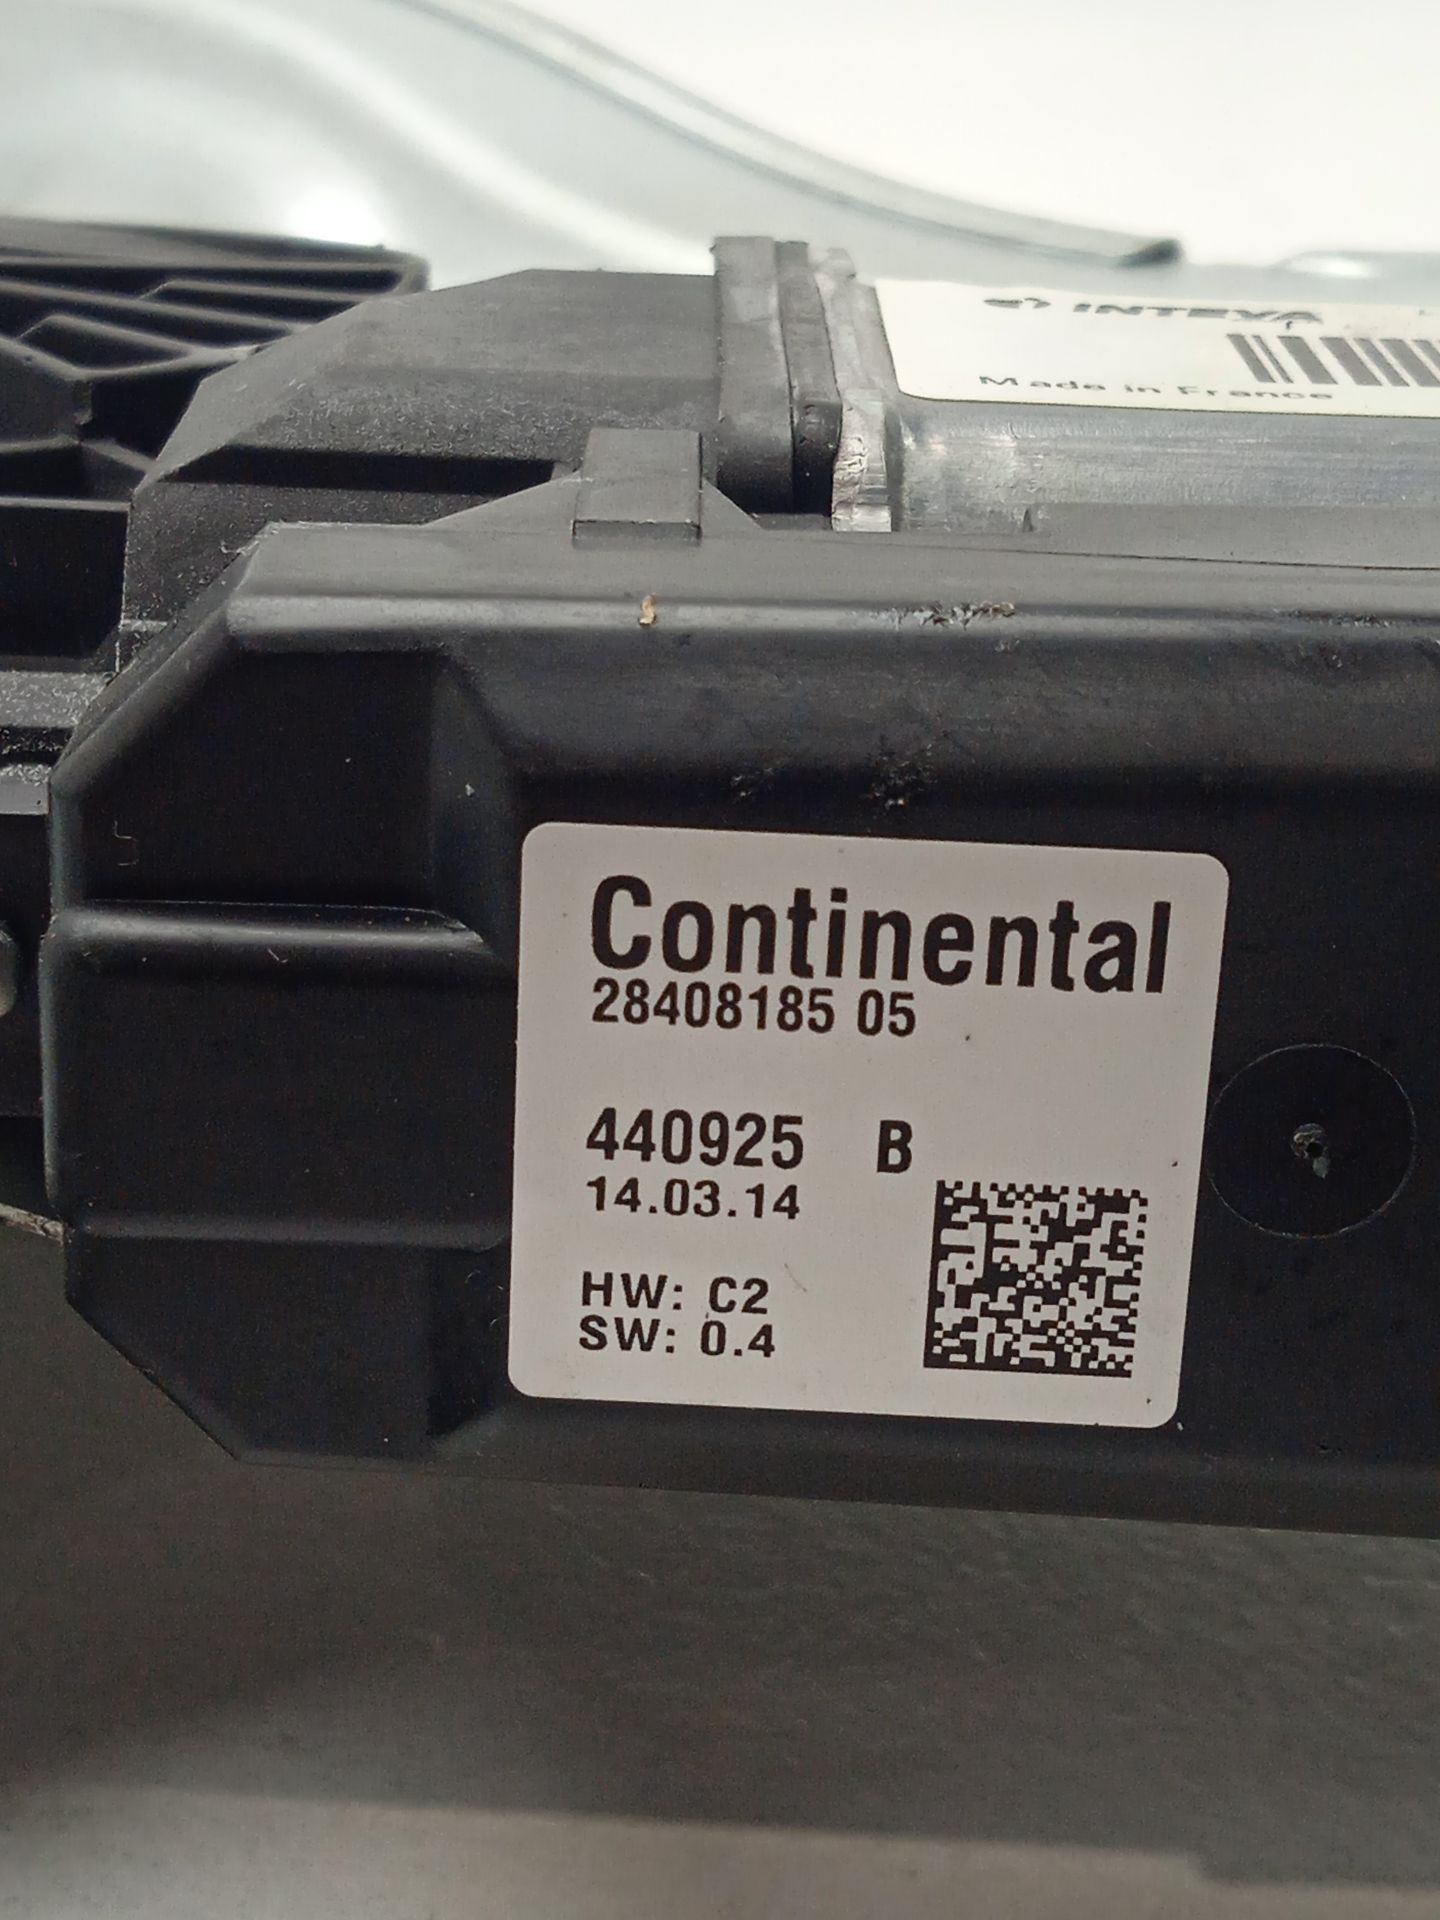 INTEVA
Made in France
Continental
28408185 05
440925 B
14.03.14
HW: C2
SW: 0.4